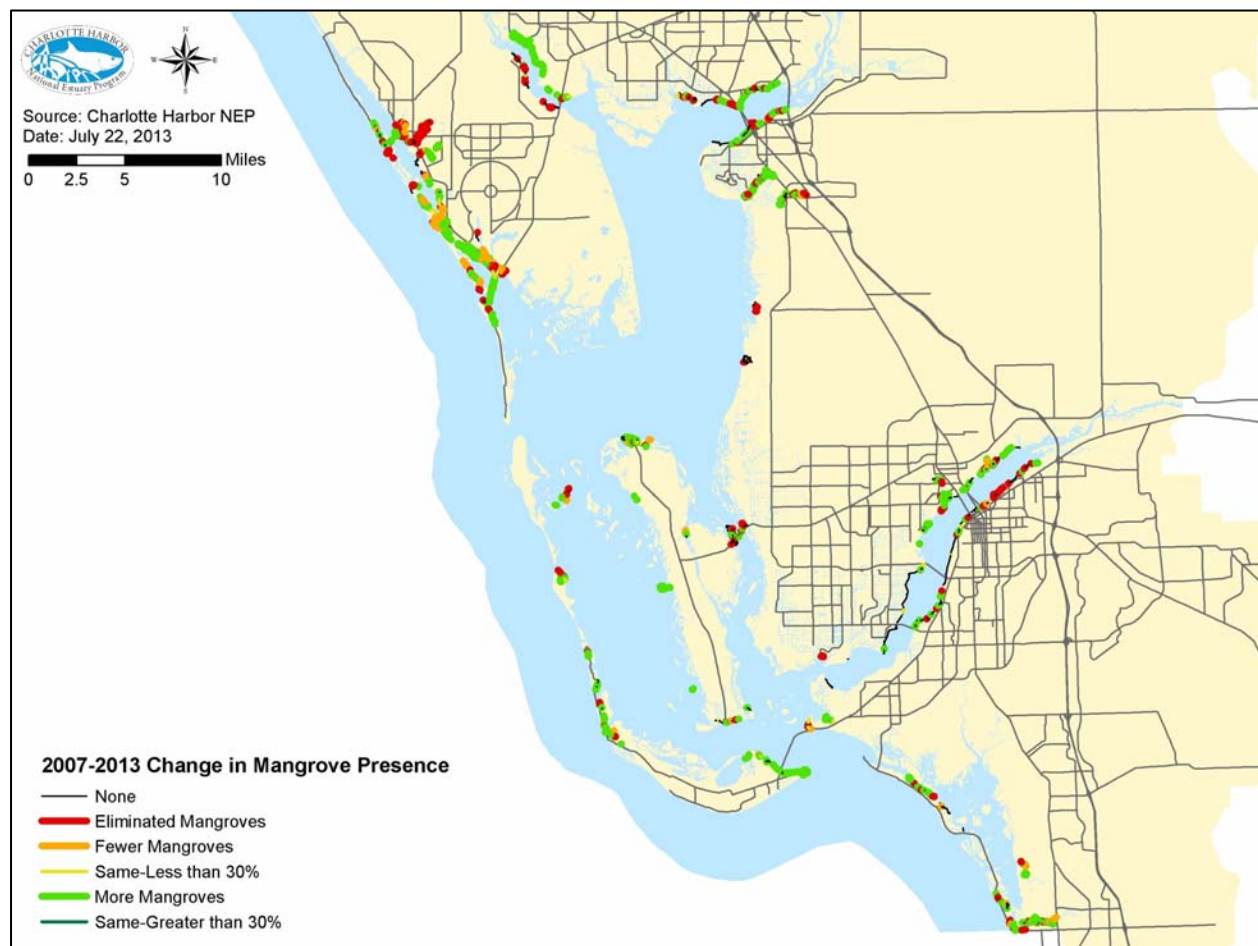 CHARLOTTE HARBOR
National Estuary Program
N
W
E
S
Source: Charlotte Harbor NEP
Date: July 22, 2013
Miles
0 2.5 5 10
2007-2013 Change in Mangrove Presence
None
Eliminated Mangroves
Fewer Mangroves
Same-Less than 30%
More Mangroves
Same-Greater than 30%